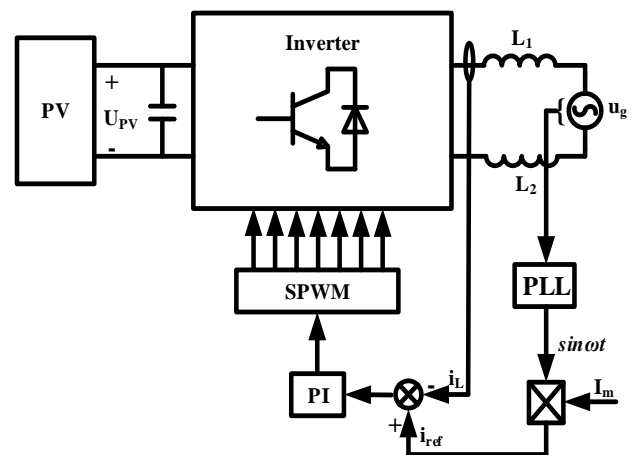 Inverter
L1
PV
+
UPV
-
ug
L2
SPWM
PLL
sinωt
PI
-
iL
Im
+
iref